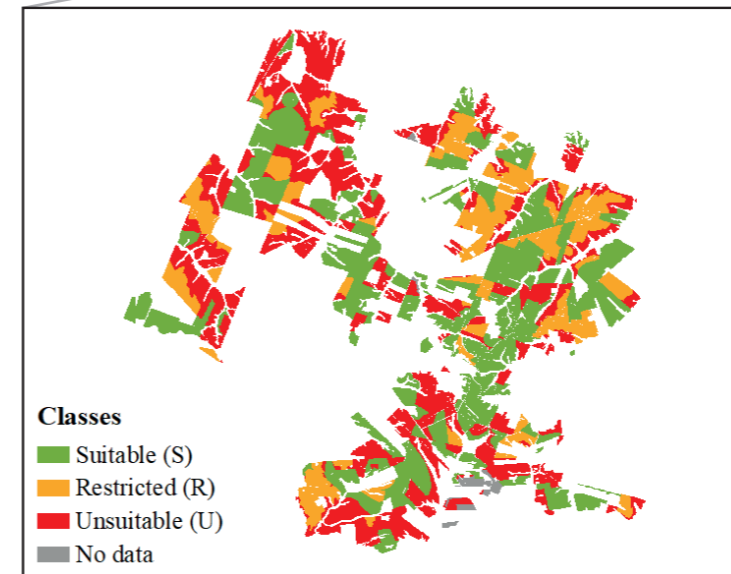 Classes
Suitable (S)
Restricted (R)
Unsuitable (U)
No data